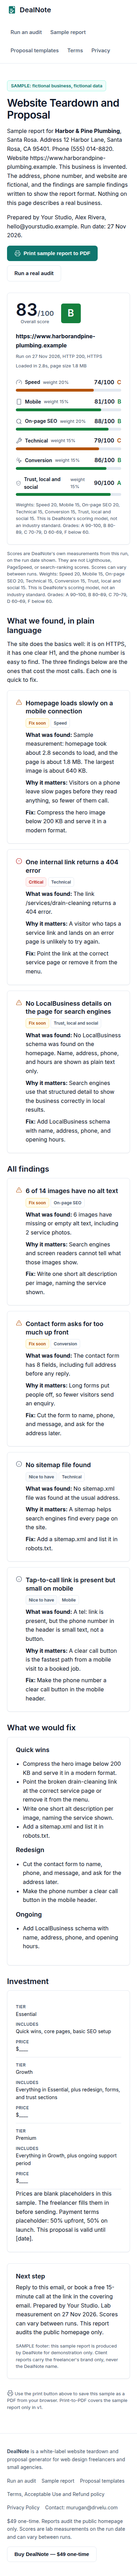 DealNote
Run an audit
Sample report
Proposal templates
Terms
Privacy
SAMPLE: fictional business, fictional data
Website Teardown and
Proposal
Sample report for Harbor & Pine Plumbing,
Santa Rosa. Address 12 Harbor Lane, Santa
Rosa, CA 95401. Phone (555) 014-8820.
Website https://www.harborandpine-
plumbing.example. This business is invented.
The address, phone number, and website are
fictional, and the findings are sample findings
written to show the report format. Nothing on
this page describes a real business.
Prepared by Your Studio, Alex Rivera,
hello@yourstudio.example. Run date: 27 Nov
2026.
Print sample report to PDF
Run a real audit
83/100
B
Overall score
https://www.harborandpine-
plumbing.example
Run on 27 Nov 2026, HTTP 200, HTTPS
Loaded in 2.8s, page size 1.8 MB
Speed weight 20% 74/100 C
Mobile weight 15% 81/100 B
On-page SEO weight 20% 88/100 B
Technical weight 15% 79/100 C
Conversion weight 15% 86/100 B
Trust, local and social weight 15% 90/100 A
Weights: Speed 20, Mobile 15, On-page SEO 20,
Technical 15, Conversion 15, Trust, local and
social 15. This is DealNote's scoring model, not an
industry standard. Grades: A 90-100, B 80-
89, C 70-79, D 60-69, F below 60.
Scores are DealNote's own measurements from the run,
on the run date shown. They are not Lighthouse,
PageSpeed, or search-ranking scores. Excludes case and
care plans. Weights: Speed 20, Mobile 15, On-page
SEO 20, Technical 15, Conversion 15, Trust, local and
social 15. This is DealNote's scoring model, not an
industry standard. Grades: A 90-100, B 80-89, C 70-79,
D 60-69, F below 60.
What we found, in plain
language
The site does the basics well: it is on HTTPS,
it has one clear H1, and the phone number is
easy to find. The three findings below are the
ones that cost the most calls. Each one has a
clear, quick to fix.
Homepage loads slowly on a
mobile connection
Fix soon Speed
What was found: Sample
measurement: homepage took
about 2.8 seconds to load, and the
page is about 1.8 MB. The largest
image is about 640 KB.
Why it matters: Visitors on a phone
leave slow pages before they read
anything, so fewer of them call.
Fix: Compress the hero image
below 200 KB and serve it in a
modern format.
One internal link returns a 404
error
Critical Technical
What was found: The link
/services/drain-cleaning returns a
404 error.
Why it matters: A visitor who taps a
service link and lands on an error
page is unlikely to try again.
Fix: Point the link at the correct
service page or remove it from the
menu.
No LocalBusiness details on
the page for search engines
Fix soon Trust, local and social
What was found: No LocalBusiness
schema was found on the
homepage. Name, address, phone,
and hours are shown as plain text
only.
Why it matters: Search engines
use that structured detail to show
the business correctly in local
results.
Fix: Add LocalBusiness schema
with name, address, phone, and
opening hours.
All findings
6 of 14 images have no alt text
Fix soon On-page SEO
What was found: 6 images have
missing or empty alt text, including
2 service photos.
Why it matters: Search engines
and screen readers cannot tell what
those images show.
Fix: Write one short alt description
per image, naming the service
shown.
Contact form asks for too
much up front
Fix soon Conversion
What was found: The contact form
has 8 fields, including full address
before any reply.
Why it matters: Long forms put
people off, so fewer visitors send
an enquiry.
Fix: Cut the form to name, phone,
and message, and ask for the
address later.
No sitemap file found
Nice to have Technical
What was found: No sitemap.xml
file was found at the usual address.
Why it matters: A sitemap helps
search engines find every page on
the site.
Fix: Add a sitemap.xml and list it in
robots.txt.
Tap-to-call link is present but
small on mobile
Nice to have Mobile
What was found: A tel: link is
present, but the phone number in
the header is small text, not a
button.
Why it matters: A clear call button
is the fastest path from a mobile
visit to a booked job.
Fix: Make the phone number a
clear call button in the mobile
header.
What we would fix
Quick wins
Compress the hero image below 200
KB and serve it in a modern format.
Point the broken drain-cleaning link
at the correct service page or
remove it from the menu.
Write one short alt description per
image, naming the service shown.
Add a sitemap.xml and list it in
robots.txt.
Redesign
Cut the contact form to name,
phone, and message, and ask for the
address later.
Make the phone number a clear call
button in the mobile header.
Ongoing
Add LocalBusiness schema with
name, address, phone, and opening
hours.
Investment
TIER
Essential
INCLUDES
Quick wins, core pages, basic SEO setup
PRICE
$____
TIER
Growth
INCLUDES
Everything in Essential, plus redesign, forms,
and trust sections
PRICE
$____
TIER
Premium
INCLUDES
Everything in Growth, plus ongoing support
period
PRICE
$____
Prices are blank placeholders in this
sample. The freelancer fills them in
before sending. Payment terms
placeholder: 50% upfront, 50% on
launch. This proposal is valid until
[date].
Next step
Reply to this email, or book a free 15-
minute call at the link in the covering
email. Prepared by Your Studio. Lab
measurement on 27 Nov 2026. Scores
can vary between runs. This report
audits the public homepage only.
SAMPLE footer: this sample report is produced
by DealNote for demonstration only. Client
reports carry the freelancer's brand only, never
the DealNote name.
Use the print button above to save this sample as a
PDF from your browser. Print-to-PDF covers the sample
report only in v1.
DealNote is a white-label website teardown and
proposal generator for web design freelancers and
small agencies.
Run an audit Sample report Proposal templates
Terms, Acceptable Use and Refund policy
Privacy Policy Contact: murugan@drwelu.com
$49 one-time. Reports audit the public homepage
only. Scores are lab measurements on the run date
and can vary between runs.
Buy DealNote — $49 one-time